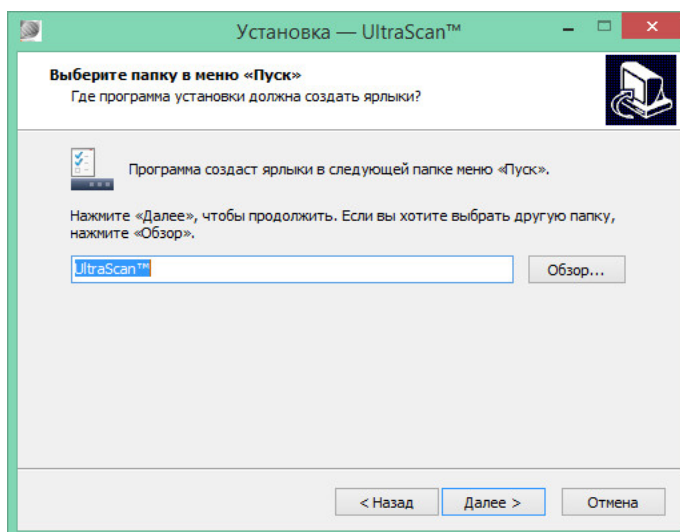 Установка — UltraScan™
Выберите папку в меню «Пуск»
Где программа установки должна создать ярлыки?
Программа создаст ярлыки в следующей папке меню «Пуск».
Нажмите «Далее», чтобы продолжить. Если вы хотите выбрать другую папку,
нажмите «Обзор».
UltraScan™
Обзор...
< Назад
Далее >
Отмена